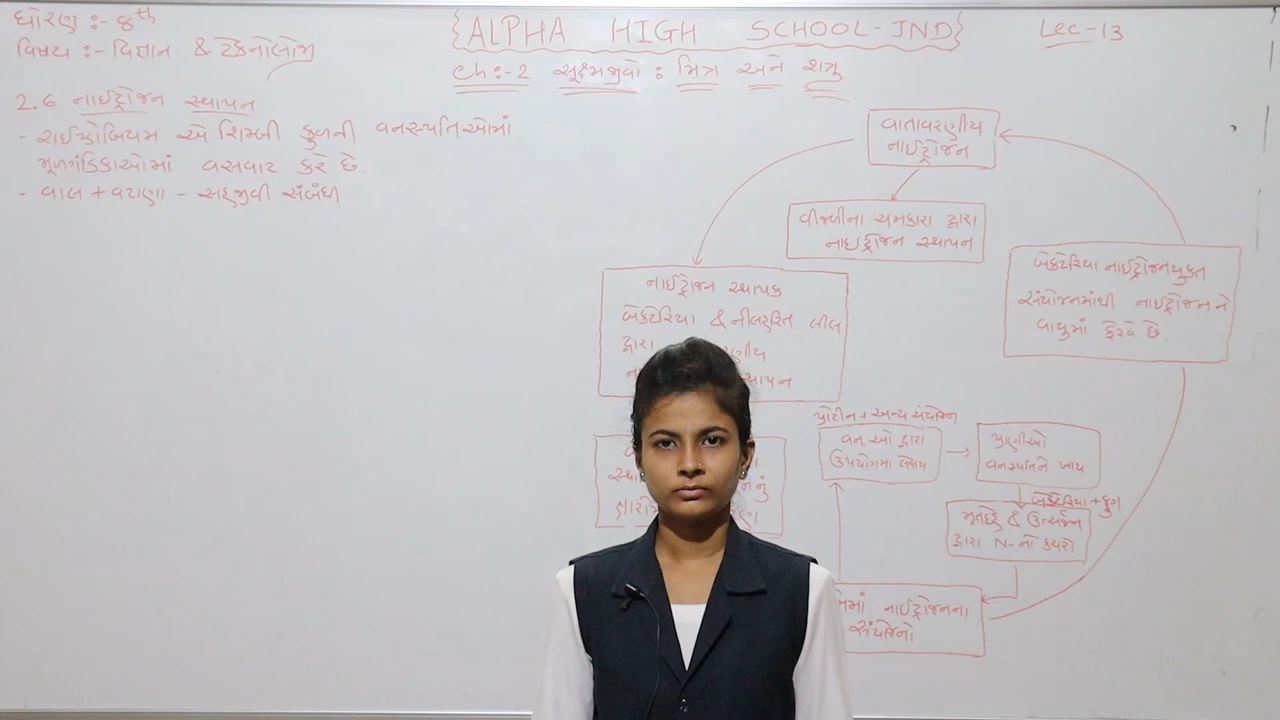 ધોરણ :- 8th
વિષય :- વિજ્ઞાન & ટેકનોલોજી
{ALPHA HIGH SCHOOL-JND}
Lec-13
ch:-2 સૂક્ષ્મજીવો : મિત્ર અને શત્રુ
2.6 નાઈટ્રોજન સ્થાપન
- રાઈઝોબિયમ એ શિમ્બી કુળની વનસ્પતિઓમાં
મૂળગંડિકાઓમાં વસવાટ કરે છે.
- વાલ + વટાણા - સહજીવી સંબંધ
વાતાવરણીય
નાઈટ્રોજન
વીજળીના ચમકારા દ્વારા
નાઈટ્રોજન સ્થાપન
બેક્ટેરિયા નાઈટ્રોજનયુક્ત
સંયોજનમાંથી નાઈટ્રોજનને
વાયુમાં ફેરવે છે.
નાઈટ્રોજન સ્થાપક
બેક્ટેરિયા & નીલહરિત લીલ
દ્વારા
પ્રોટીન + અન્ય સંયોજન
વન ઓ દ્વારા
ઉપયોગમાં લેવાય
પ્રાણીઓ
વનસ્પતિને ખાય
બેક્ટેરિયા + ફુગ
મૃતદેહ & ઉત્સર્જન
દ્વારા N-નો કચરો
નાઈટ્રોજનના
સંયોજનો